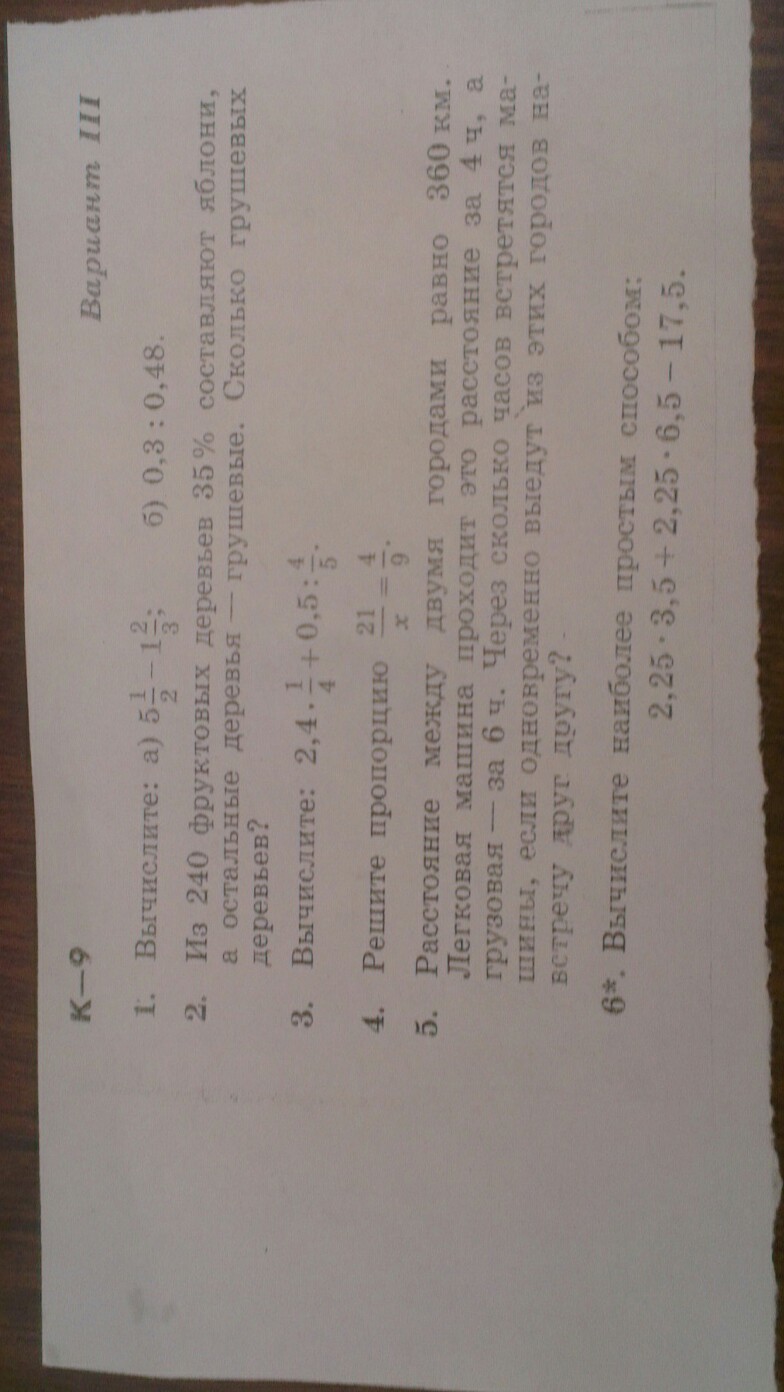 К—9
Вариант III
1. Вычислите: а) 5 1/2 − 1 2/3; б) 0,3 : 0,48.
2. Из 240 фруктовых деревьев 35% составляют яблони,
а остальные деревья — грушевые. Сколько грушевых
деревьев?
3. Вычислите: 2,4 · 1/4 + 0,5 : 4/5.
4. Решите пропорцию 21/x = 4/9.
5. Расстояние между двумя городами равно 360 км.
Легковая машина проходит это расстояние за 4 ч, а
грузовая — за 6 ч. Через сколько часов встретятся ма-
шины, если одновременно выедут из этих городов на-
встречу друг другу?
6*. Вычислите наиболее простым способом:
2,25 · 3,5 + 2,25 · 6,5 − 17,5.